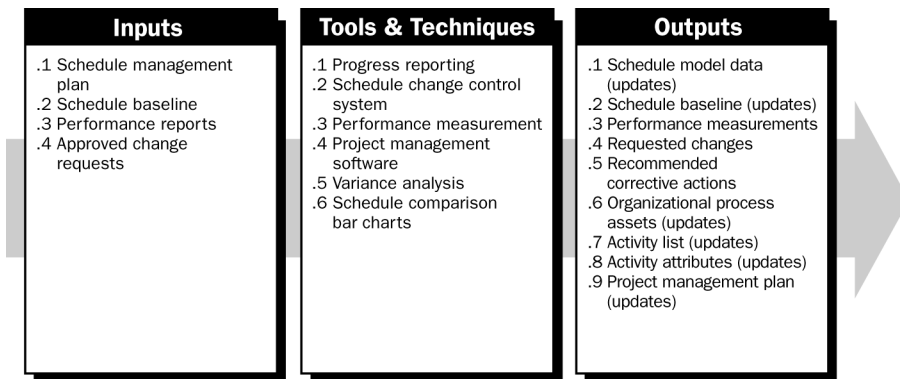 Inputs
.1 Schedule management
plan
.2 Schedule baseline
.3 Performance reports
.4 Approved change
requests
Tools & Techniques
.1 Progress reporting
.2 Schedule change control
system
.3 Performance measurement
.4 Project management
software
.5 Variance analysis
.6 Schedule comparison
bar charts
Outputs
.1 Schedule model data
(updates)
.2 Schedule baseline (updates)
.3 Performance measurements
.4 Requested changes
.5 Recommended
corrective actions
.6 Organizational process
assets (updates)
.7 Activity list (updates)
.8 Activity attributes (updates)
.9 Project management plan
(updates)